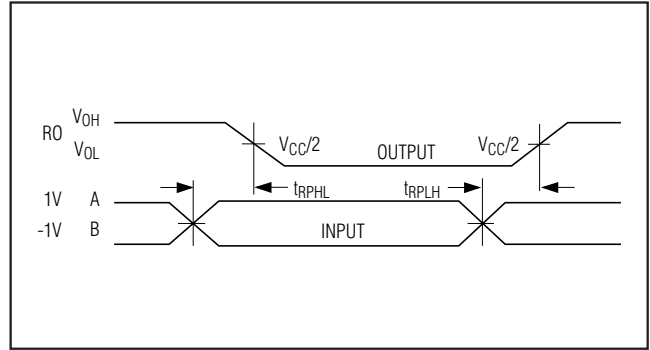 RO V_OH
V_OL
V_CC/2 OUTPUT V_CC/2
t_RPHL t_RPLH
1V A
-1V B INPUT